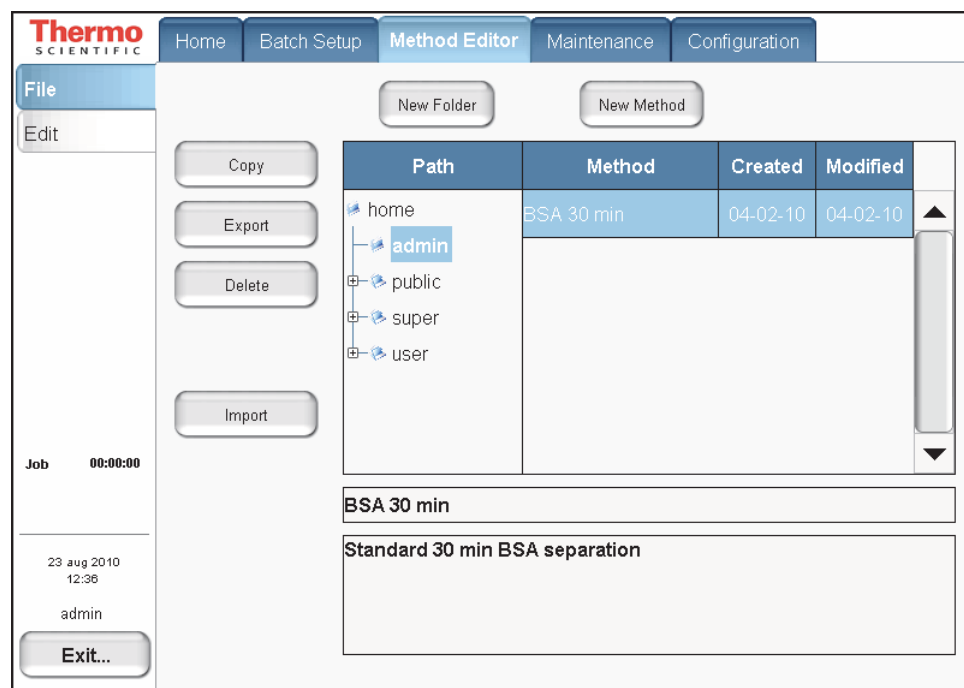 Thermo
SCIENTIFIC
Home Batch Setup Method Editor Maintenance Configuration
File
Edit
New Folder New Method
Copy
Export
Delete
Import
Path Method Created Modified
home
admin
public
super
user
BSA 30 min 04-02-10 04-02-10
BSA 30 min
Standard 30 min BSA separation
Job 00:00:00
23 aug 2010
12:36
admin
Exit...